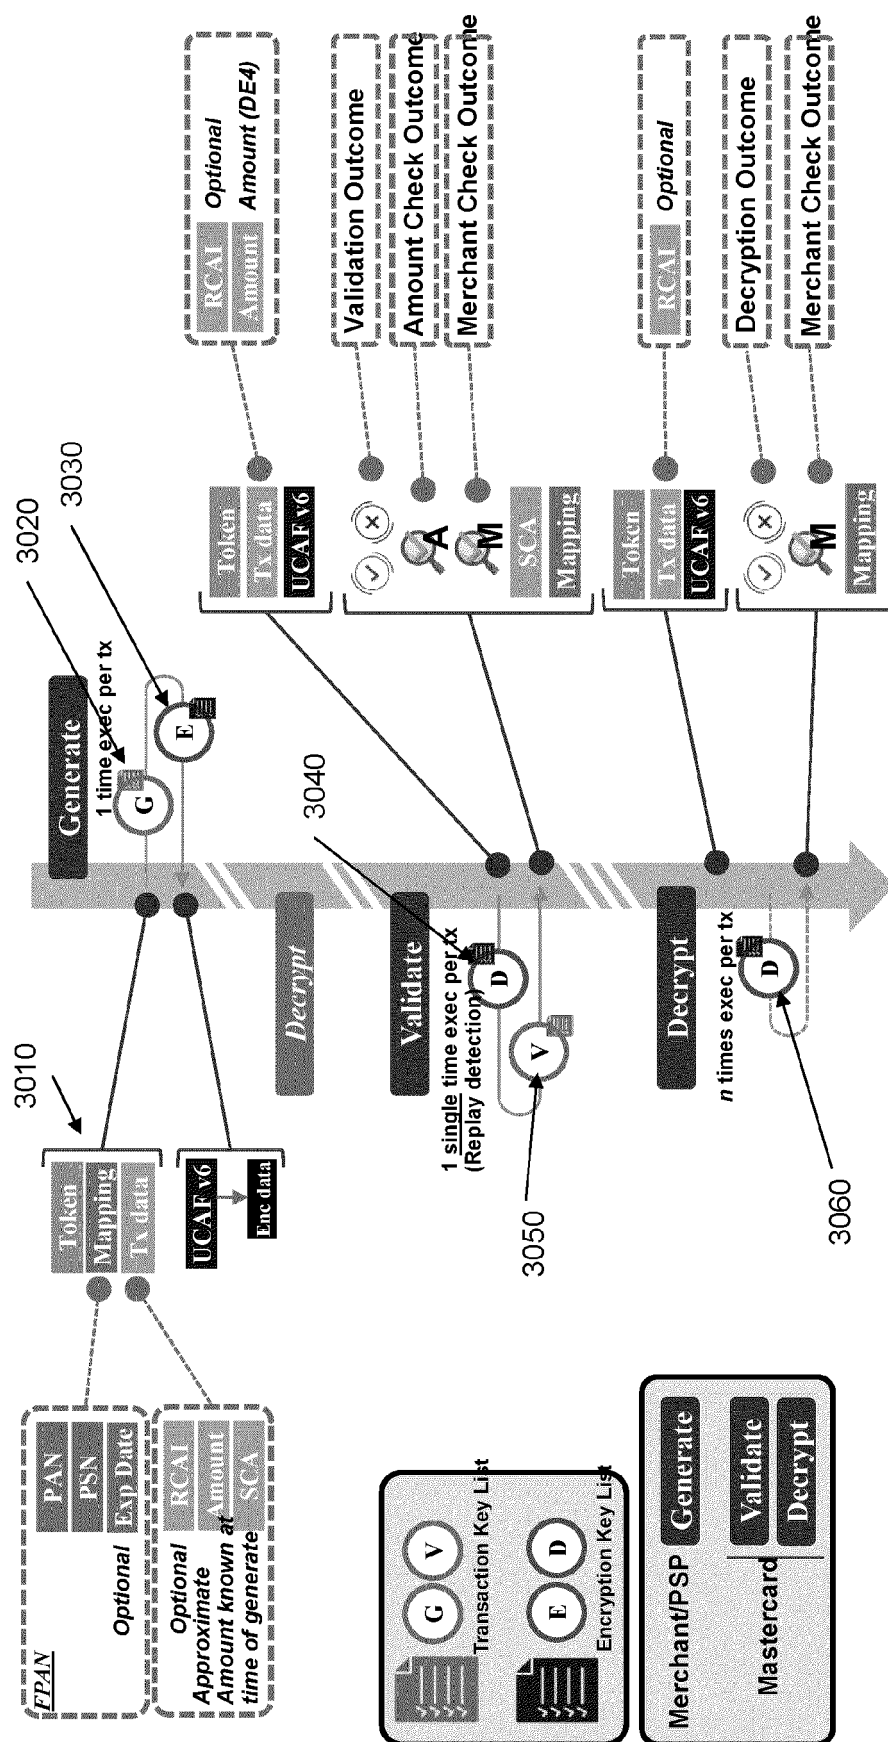 FPAN
PAN
PSN
Exp Date
Optional
RCAI
Amount
SCA
Optional
Approximate
Amount known at
time of generate
3010
Token
Mapping
Tx data
UCAF v6
Enc data
Generate
1 time exec per tx
G
E
3020
3030
Decrypt
Validate
1 single time exec per tx
(Replay detection)
D
V
3040
3050
Decrypt
n times exec per tx
D
3060
Token
Tx data
UCAF v6
RCAI
Optional
Amount
Amount (DE4)
A
M
SCA
Mapping
Validation Outcome
Amount Check Outcome
Merchant Check Outcome
Token
Tx data
UCAF v6
RCAI
Optional
M
Mapping
Decryption Outcome
Merchant Check Outcome
G
V
Transaction Key List
E
D
Encryption Key List
Merchant/PSP
Generate
Mastercard
Validate
Decrypt